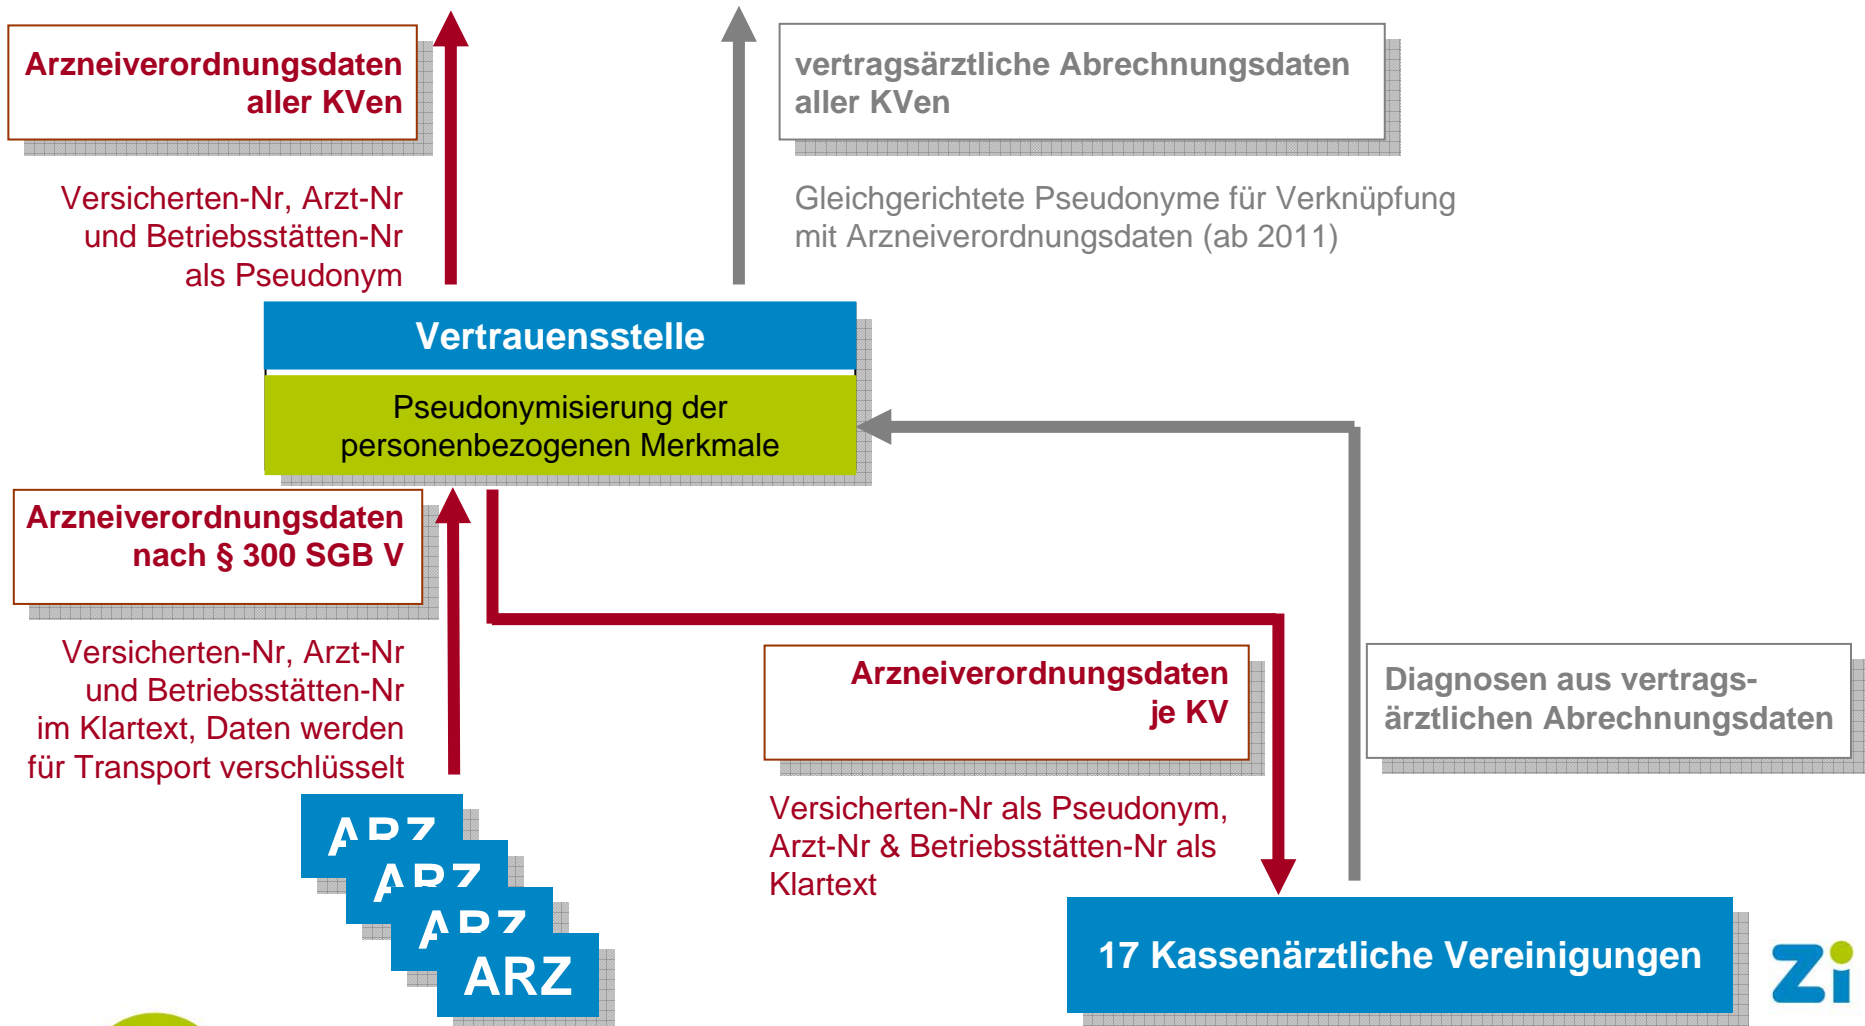 Arzneiverordnungsdaten
aller KVen
vertragsärztliche Abrechnungsdaten
aller KVen
Versicherten-Nr, Arzt-Nr
und Betriebsstätten-Nr
als Pseudonym
Gleichgerichtete Pseudonyme für Verknüpfung
mit Arzneiverordnungsdaten (ab 2011)
Vertrauensstelle
Pseudonymisierung der
personenbezogenen Merkmale
Arzneiverordnungsdaten
nach § 300 SGB V
Versicherten-Nr, Arzt-Nr
und Betriebsstätten-Nr
im Klartext, Daten werden
für Transport verschlüsselt
Arzneiverordnungsdaten
je KV
Diagnosen aus vertrags-
ärztlichen Abrechnungsdaten
Versicherten-Nr als Pseudonym,
Arzt-Nr & Betriebsstätten-Nr als
Klartext
ARZ
ARZ
ARZ
ARZ
17 Kassenärztliche Vereinigungen
Zi